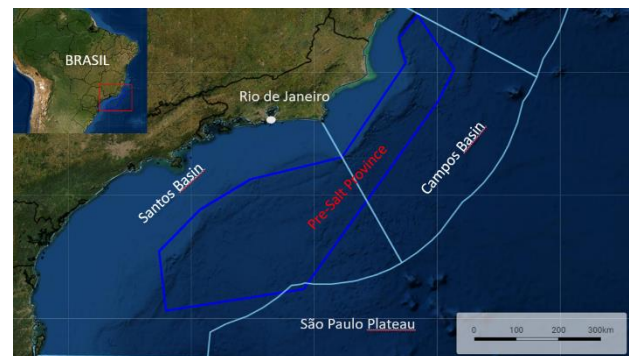 BRASIL
Rio de Janeiro
Santos Basin
Pre-Salt Province
Campos Basin
São Paulo Plateau
0 100 200 300km